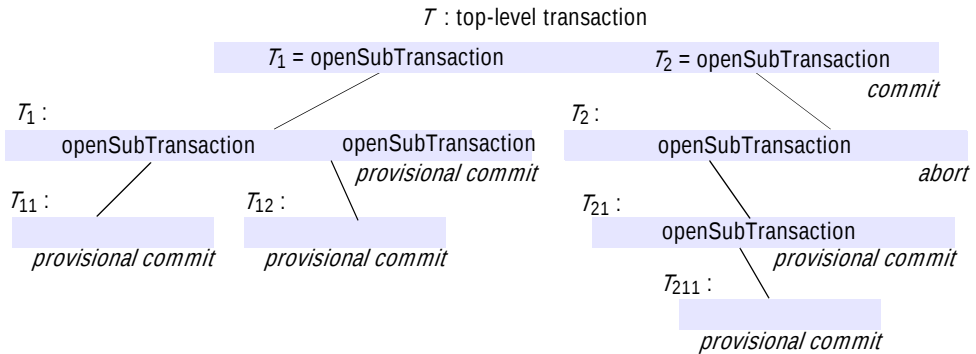 T : top-level transaction
T1 = openSubTransaction T2 = openSubTransaction
commit
T1 : T2 :
openSubTransaction openSubTransaction openSubTransaction
provisional commit abort
T11 : T12 : T21 :
openSubTransaction
provisional commit provisional commit provisional commit
T211 :
provisional commit